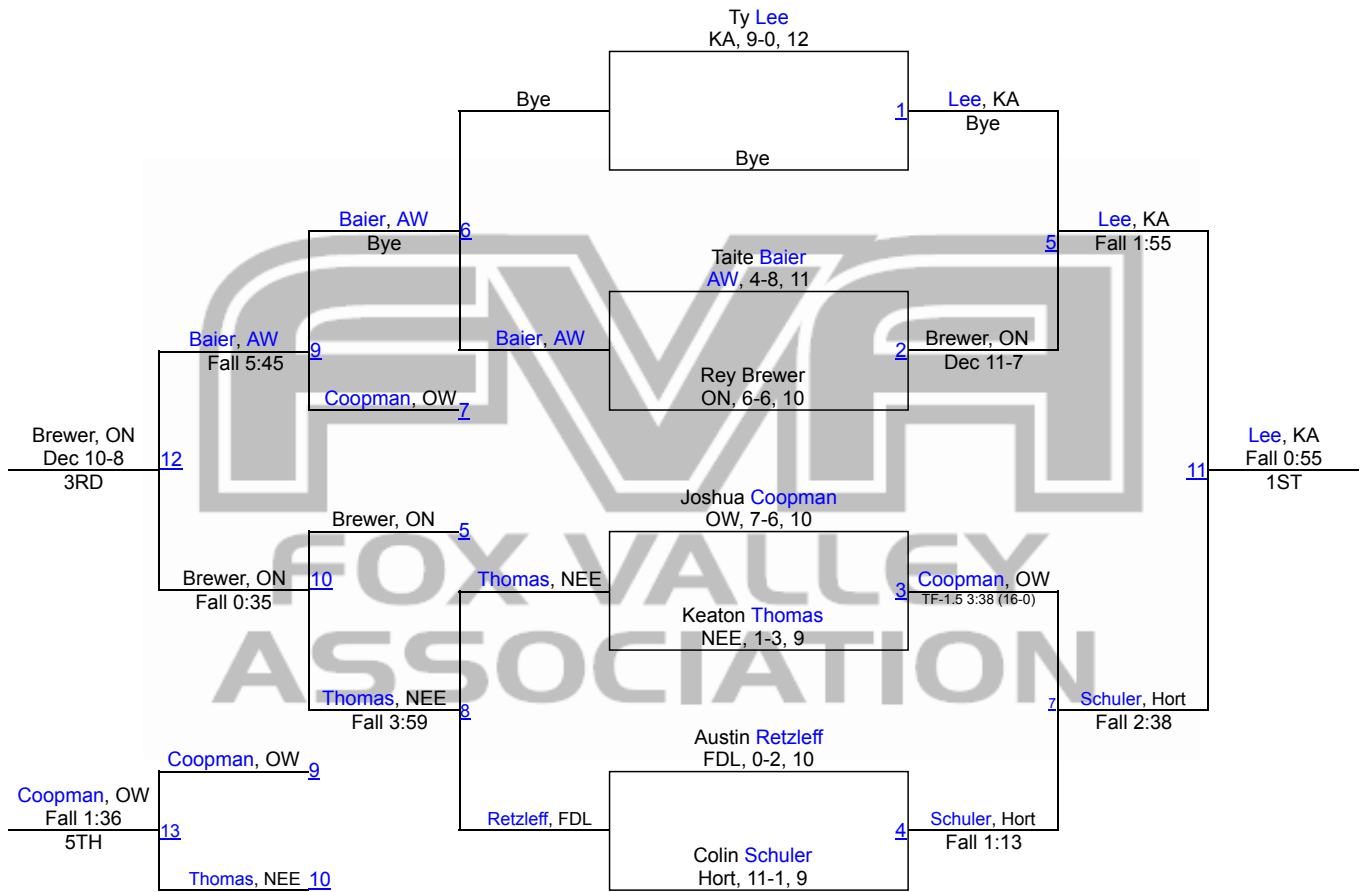 Ty Lee
KA, 9-0, 12
Bye
1
Lee, KA
Bye
Bye
Baier, AW
Bye
6
Lee, KA
Fall 1:55
5
Taite Baier
AW, 4-8, 11
Baier, AW
Fall 5:45
9
Baier, AW
2
Brewer, ON
Dec 11-7
Rey Brewer
ON, 6-6, 10
Coopman, OW
7
Brewer, ON
Dec 10-8
3RD
12
Lee, KA
Fall 0:55
1ST
11
Joshua Coopman
OW, 7-6, 10
Brewer, ON
5
Brewer, ON
Fall 0:35
10
Thomas, NEE
3
Coopman, OW
TF-1.5 3:38 (16-0)
Keaton Thomas
NEE, 1-3, 9
Thomas, NEE
Fall 3:59
8
7
Schuler, Hort
Fall 2:38
Austin Retzleff
FDL, 0-2, 10
Coopman, OW
9
Coopman, OW
Fall 1:36
5TH
13
Retzleff, FDL
4
Schuler, Hort
Fall 1:13
Colin Schuler
Hort, 11-1, 9
Thomas, NEE
10
FVA
FOX VALLEY
ASSOCIATION